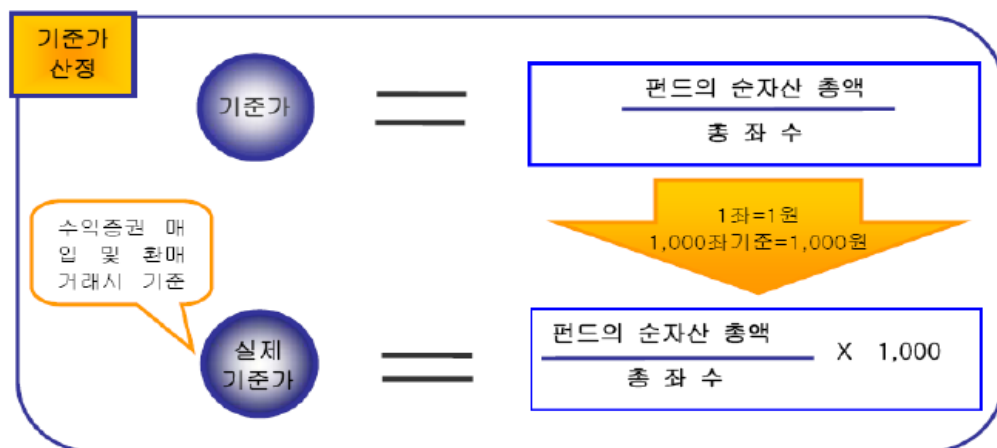 기준가
산정
기준가
펀드의 순자산 총액
총 좌 수
1좌=1원
1,000좌기준=1,000원
수익증권 매
입 및 환매
거래시 기준
실제
기준가
펀드의 순자산 총액
총 좌 수
X 1,000